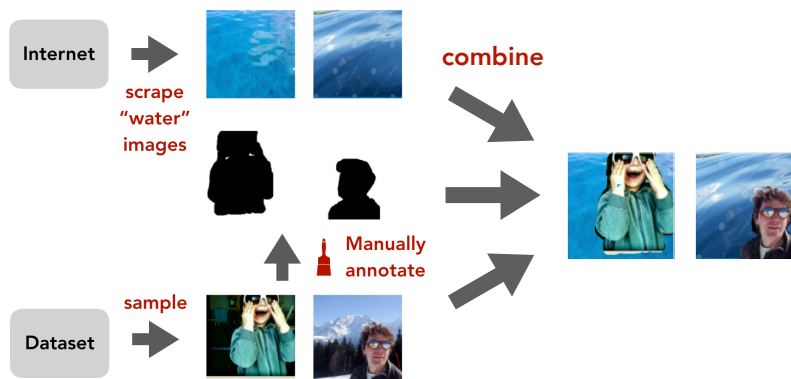 Internet
scrape
“water”
images
combine
Manually
annotate
sample
Dataset